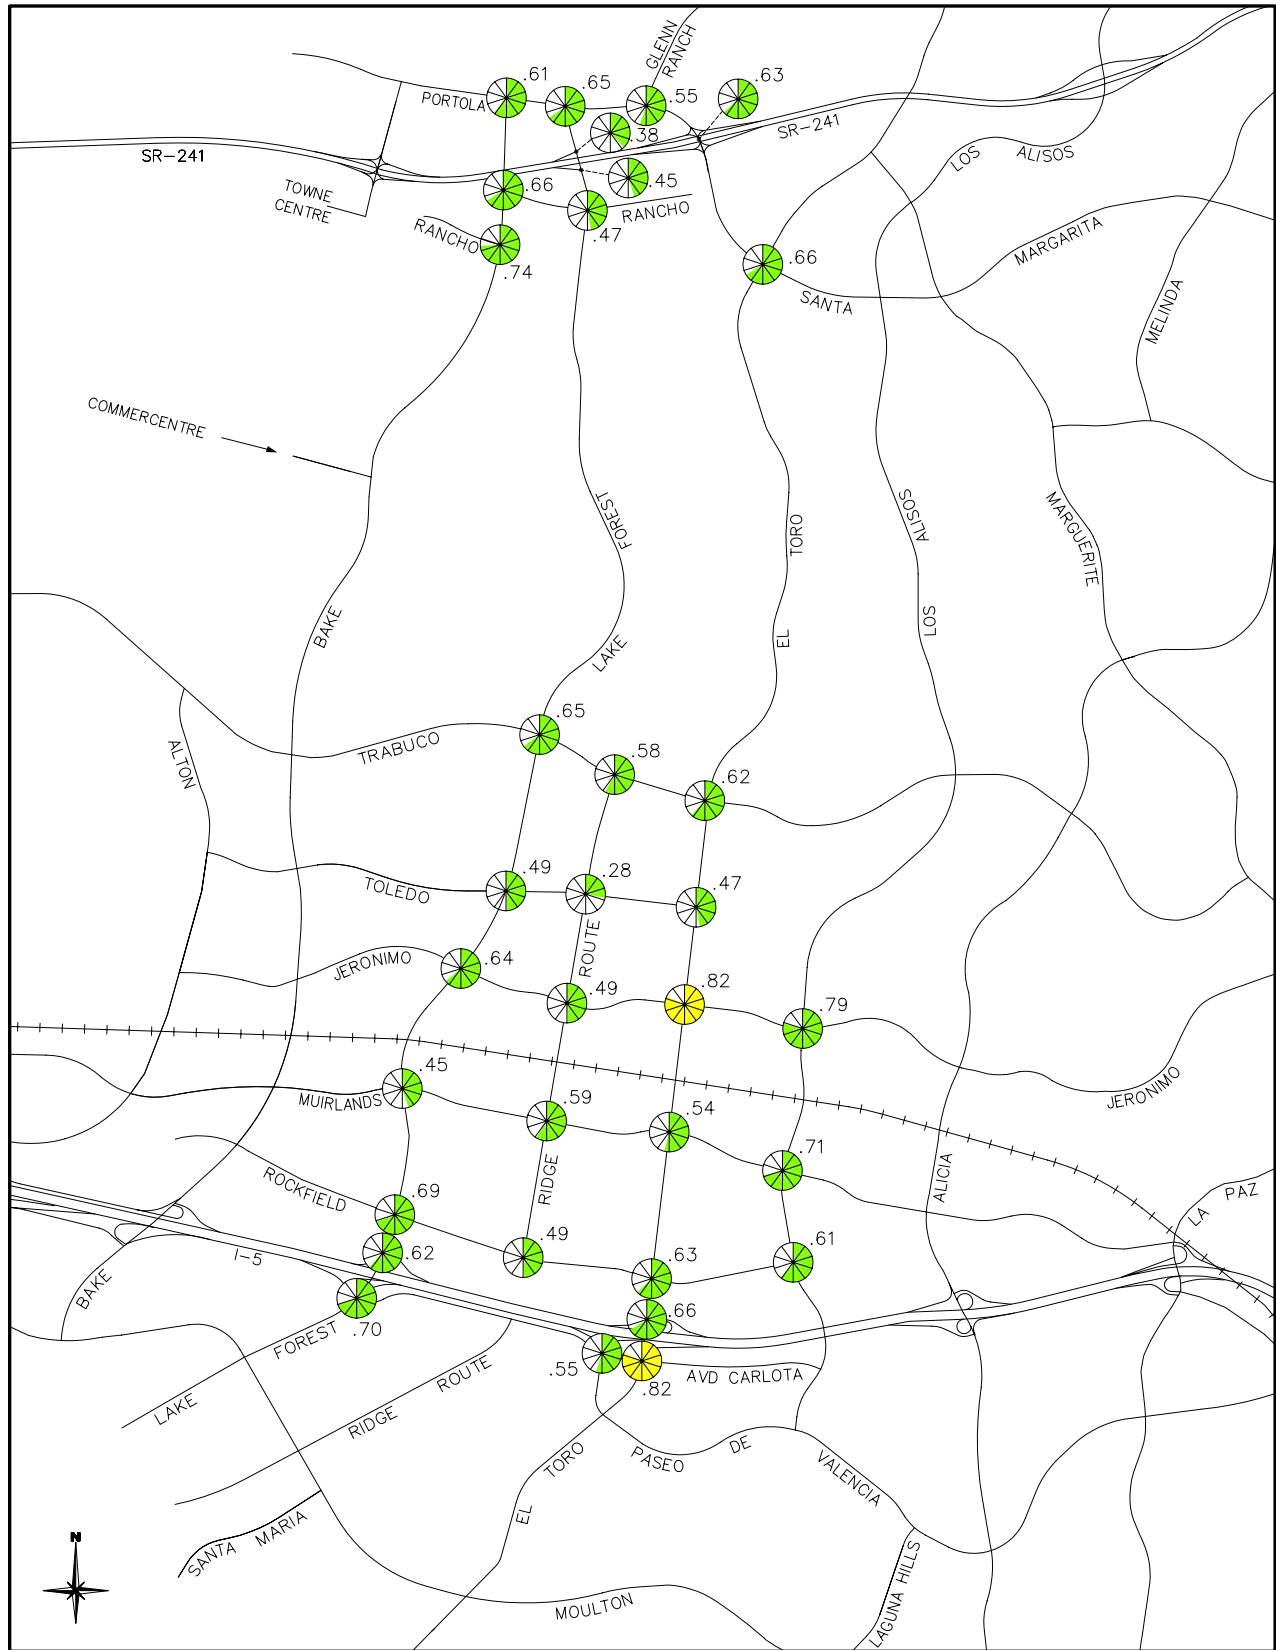 GLENN
RANCH
.61
.65
.55
.63
PORTOLA
.38
SR-241
SR-241
LOS
ALISOS
TOWNE
CENTRE
.66
.45
RANCHO
.47
RANCHO
.74
.66
MARGARITA
SANTA
MELINDA
COMMERCENTRE
FOREST
TORO
ALISOS
MARGUERITE
BAKE
LAKE
EL
LOS
.65
TRABUCO
.58
ALTON
.62
TOLEDO
.49
.28
.47
JERONIMO
.64
ROUTE
.49
.82
.79
MUIRLANDS
.45
.59
.54
JERONIMO
.71
ROCKFIELD
RIDGE
ALICIA
LA PAZ
.69
I-5
.62
.49
.63
.61
BAKE
.70
.66
FOREST
.55
.82
AVD CARLOTA
LAKE
ROUTE
RIDGE
TORO
PASEO
DE
VALENCIA
EL
SANTA
MARIA
N
MOULTON
LAGUNA HILLS